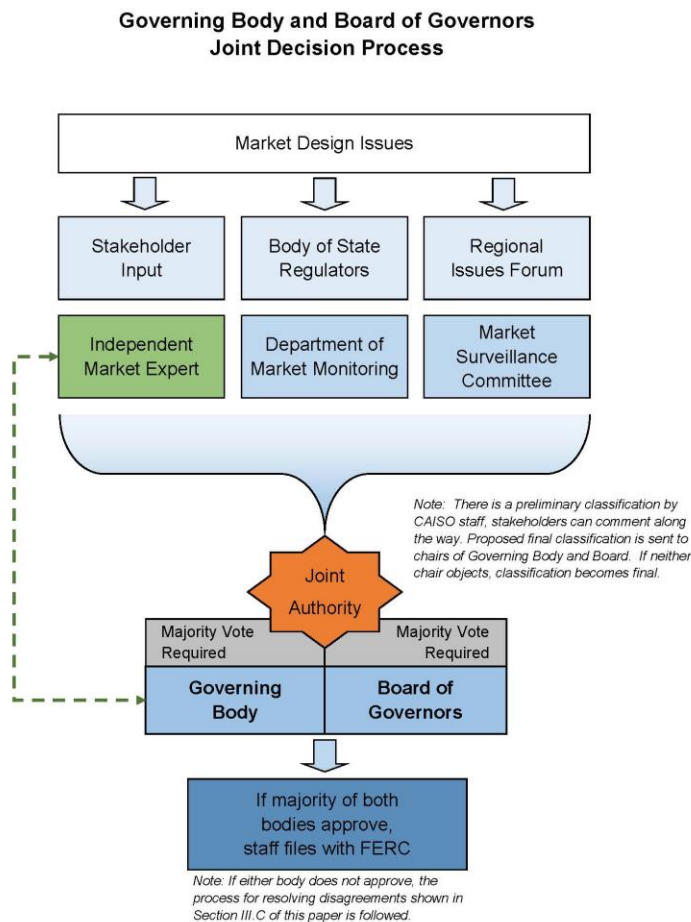 Governing Body and Board of Governors
Joint Decision Process
Market Design Issues
Stakeholder
Input
Body of State
Regulators
Regional
Issues Forum
Independent
Market Expert
Department of
Market Monitoring
Market
Surveillance
Committee
Note: There is a preliminary classification by
CAISO staff, stakeholders can comment along
the way. Proposed final classification is sent to
chairs of Governing Body and Board. If neither
chair objects, classification becomes final.
Joint
Authority
Majority Vote
Required
Majority Vote
Required
Governing
Body
Board of
Governors
If majority of both
bodies approve,
staff files with FERC
Note: If either body does not approve, the
process for resolving disagreements shown in
Section III.C of this paper is followed.